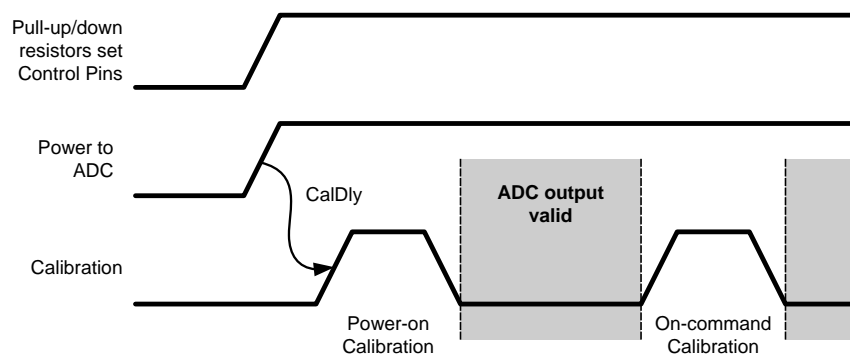 Pull-up/down
resistors set
Control Pins
Power to
ADC
CalDly
ADC output
valid
Calibration
Power-on
Calibration
On-command
Calibration